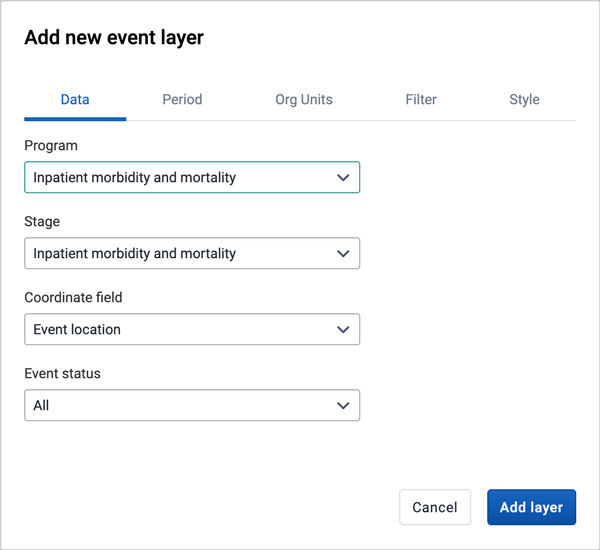 Add new event layer
Data Period Org Units Filter Style
Program
Inpatient morbidity and mortality
Stage
Inpatient morbidity and mortality
Coordinate field
Event location
Event status
All
Cancel Add layer